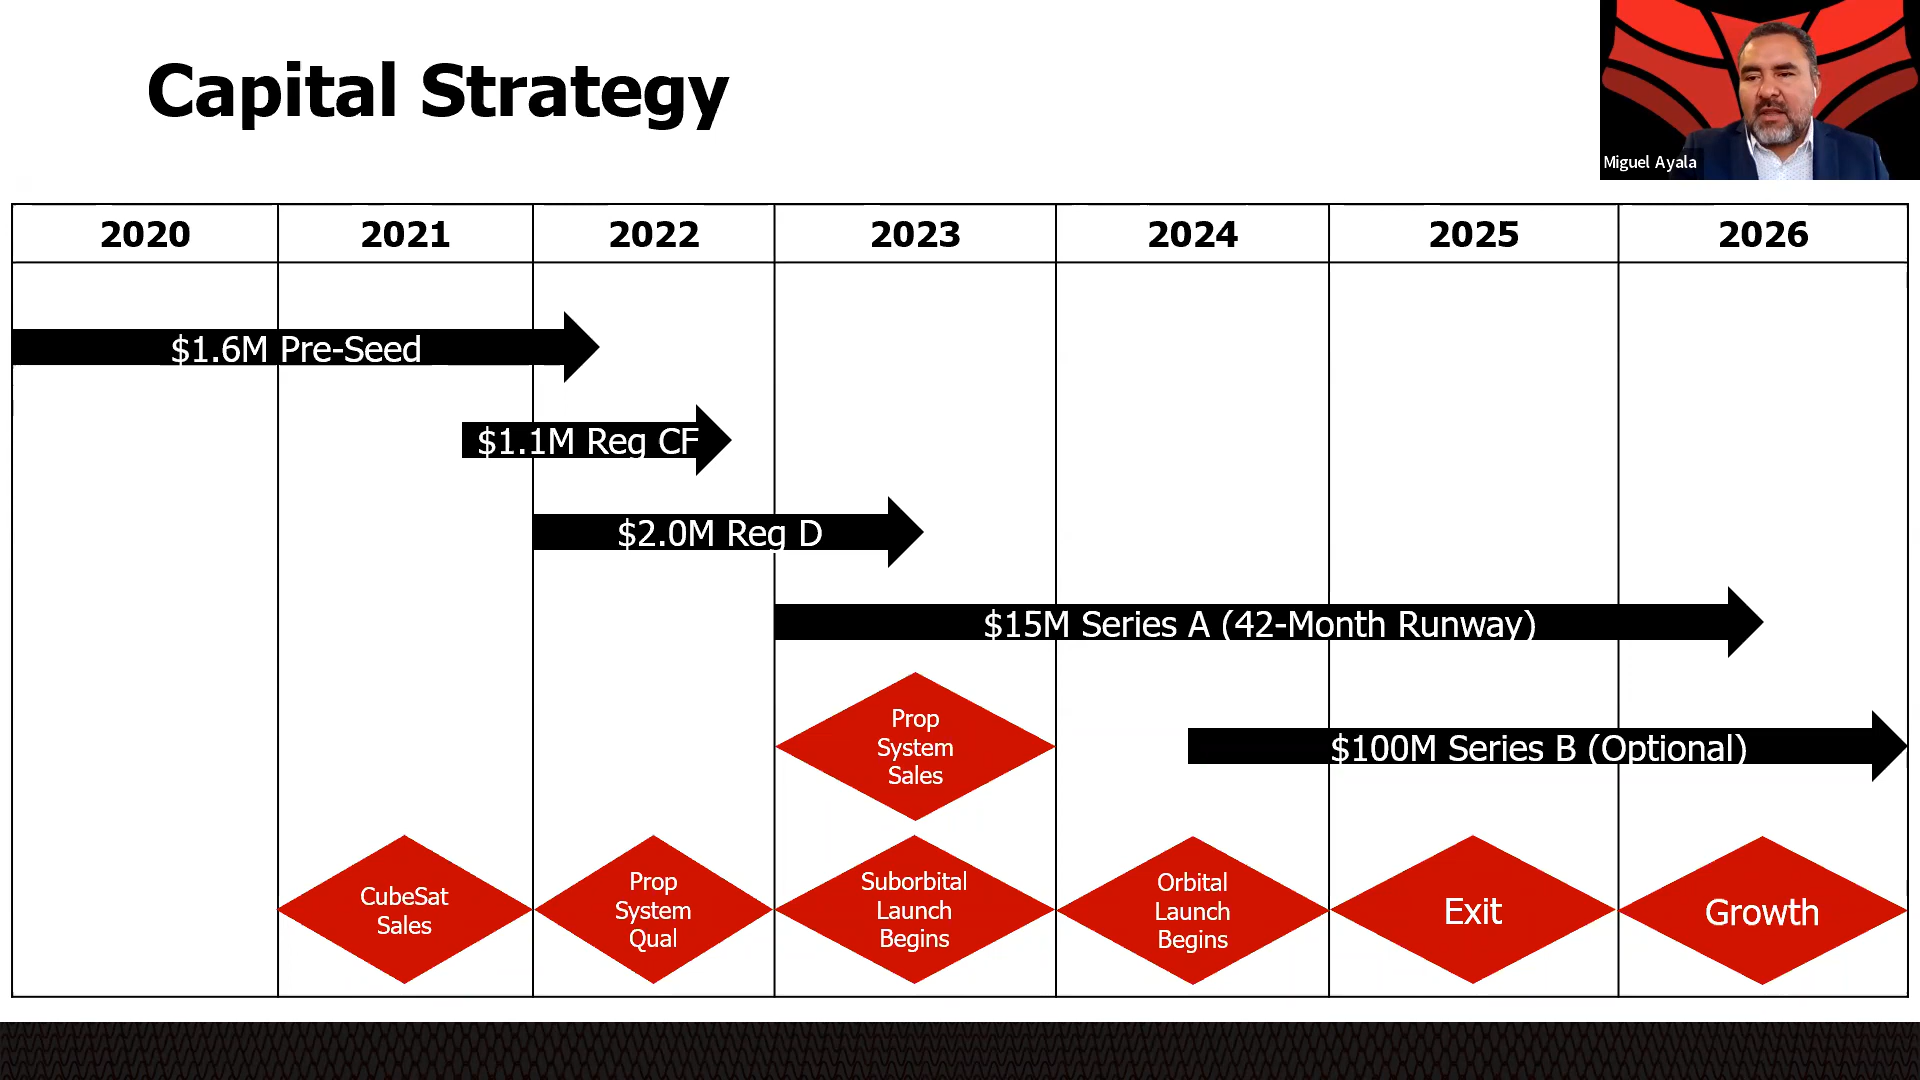 Capital Strategy
Miguel Ayala
2020 2021 2022 2023 2024 2025 2026
$1.6M Pre-Seed
$1.1M Reg CF
$2.0M Reg D
$15M Series A (42-Month Runway)
Prop
System
Sales
$100M Series B (Optional)
CubeSat
Sales
Prop
System
Qual
Suborbital
Launch
Begins
Orbital
Launch
Begins
Exit
Growth